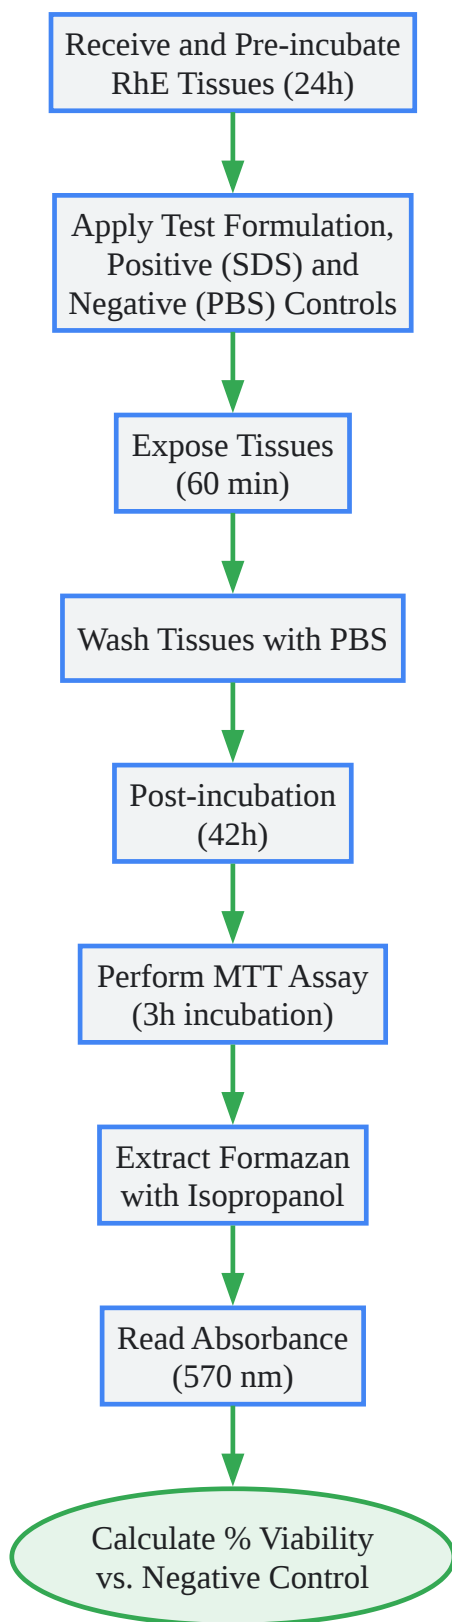 Receive and Pre-incubate
RhE Tissues (24h)
Apply Test Formulation,
Positive (SDS) and
Negative (PBS) Controls
Expose Tissues
(60 min)
Wash Tissues with PBS
Post-incubation
(42h)
Perform MTT Assay
(3h incubation)
Extract Formazan
with Isopropanol
Read Absorbance
(570 nm)
Calculate % Viability
vs. Negative Control